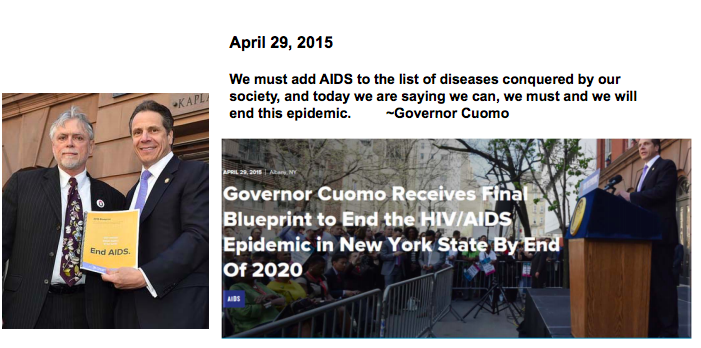 April 29, 2015
We must add AIDS to the list of diseases conquered by our
society, and today we are saying we can, we must and we will
end this epidemic. ~Governor Cuomo
KAPL
End AIDS.
APRIL 29, 2015 | Albany, NY
Governor Cuomo Receives Final
Blueprint to End the HIV/AIDS
Epidemic in New York State By End
Of 2020
AIDS